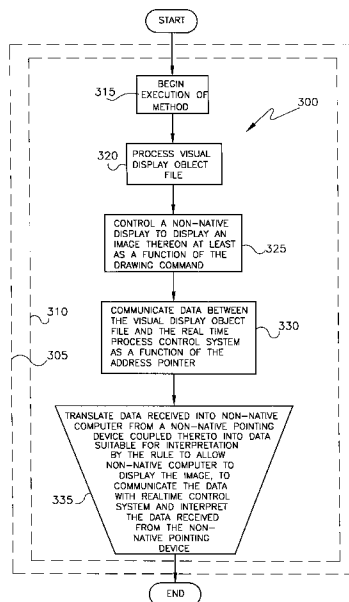 START
315
BEGIN
EXECUTION OF
METHOD
300
320
PROCESS VISUAL
DISPLAY OBJECT
FILE
CONTROL A NON-NATIVE
DISPLAY TO DISPLAY AN
IMAGE THEREON AT LEAST
AS A FUNCTION OF THE
DRAWING COMMAND
325
310
305
COMMUNICATE DATA BETWEEN
THE VISUAL DISPLAY OBJECT
FILE AND THE REAL TIME
PROCESS CONTROL SYSTEM
AS A FUNCTION OF THE
ADDRESS POINTER
330
TRANSLATE DATA RECEIVED INTO NON-NATIVE
COMPUTER FROM A NON-NATIVE POINTING
DEVICE COUPLED THERETO INTO DATA
SUITABLE FOR INTERPRETATION
BY THE RULE TO ALLOW
NON-NATIVE COMPUTER TO
DISPLAY THE IMAGE, TO
COMMUNICATE THE DATA
WITH REALTIME CONTROL
SYSTEM AND INTERPRET
THE DATA RECEIVED
FROM THE NON-
NATIVE POINTING
DEVICE
335
END